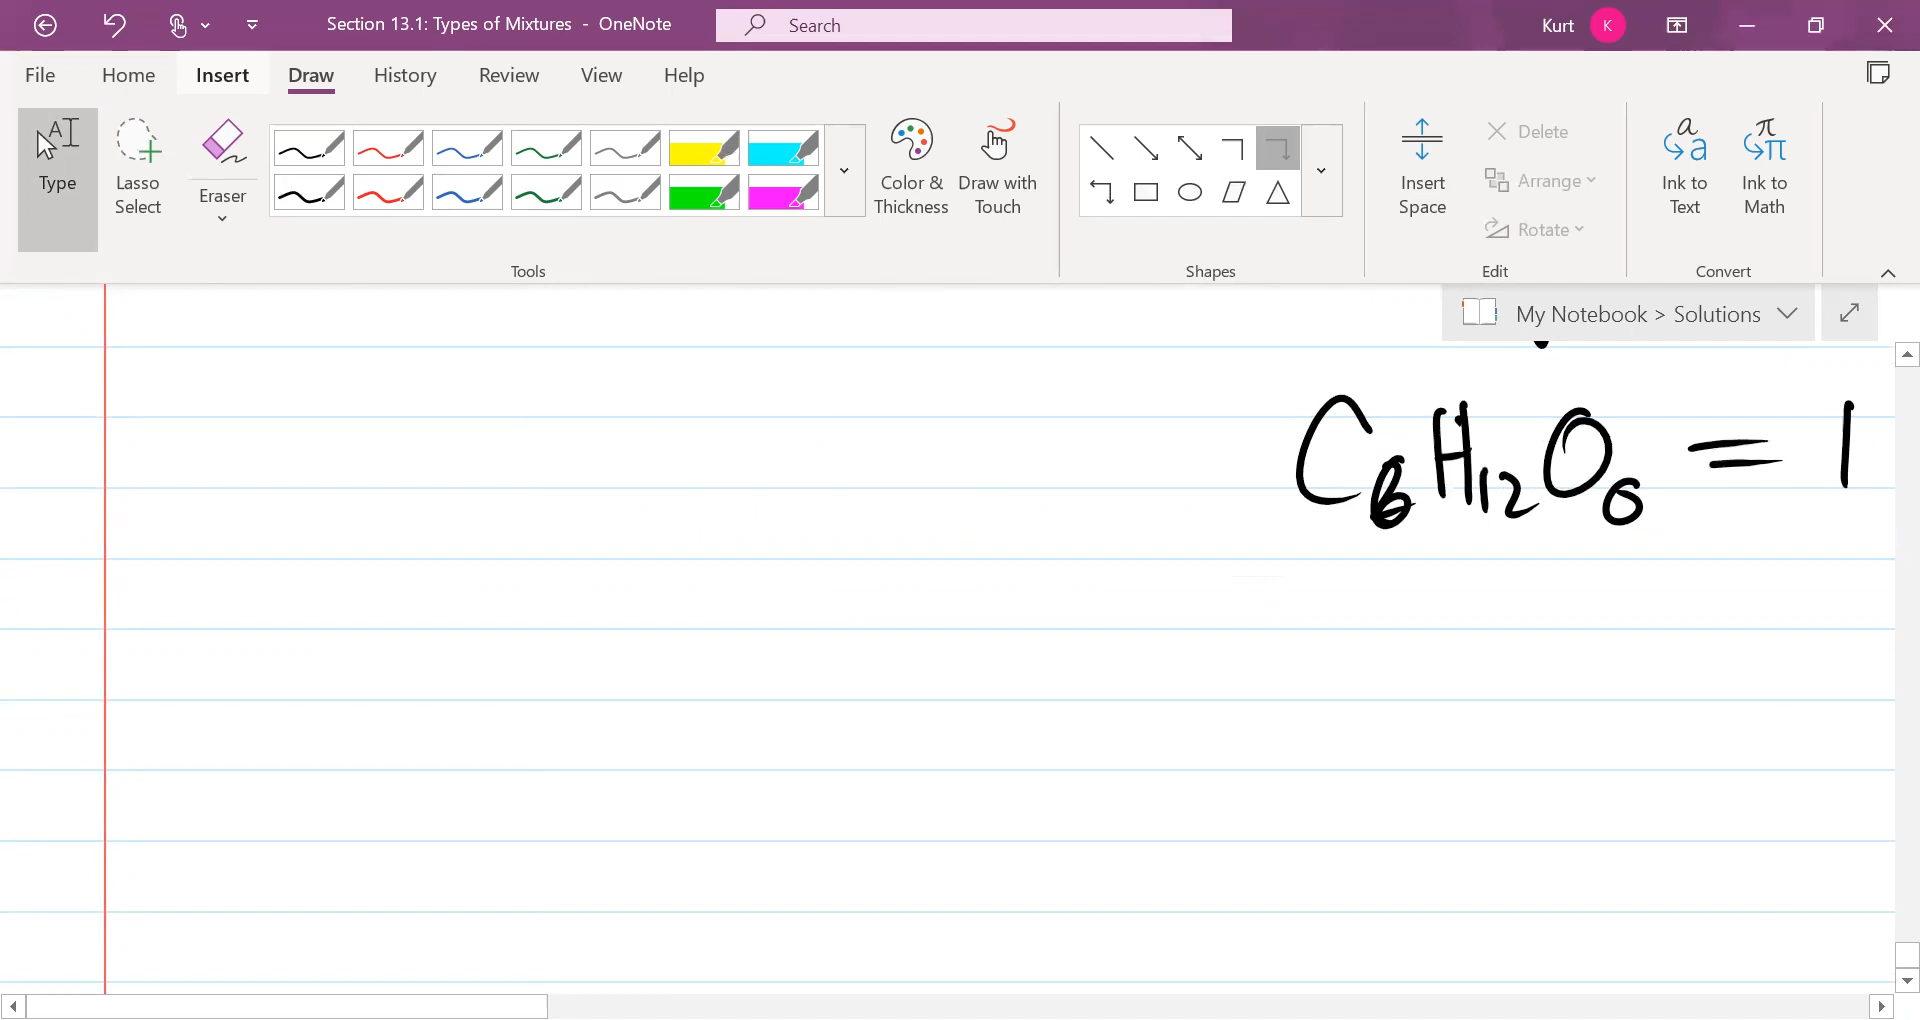 Section 13.1: Types of Mixtures - OneNote
Search
Kurt K
File Home Insert Draw History Review View Help
Type
Lasso Select
Eraser
Color & Thickness
Draw with Touch
Insert Space
Delete
Arrange
Rotate
Ink to Text
Ink to Math
Tools
Shapes
Edit
Convert
My Notebook > Solutions
C₆H₁₂O₆ = 1